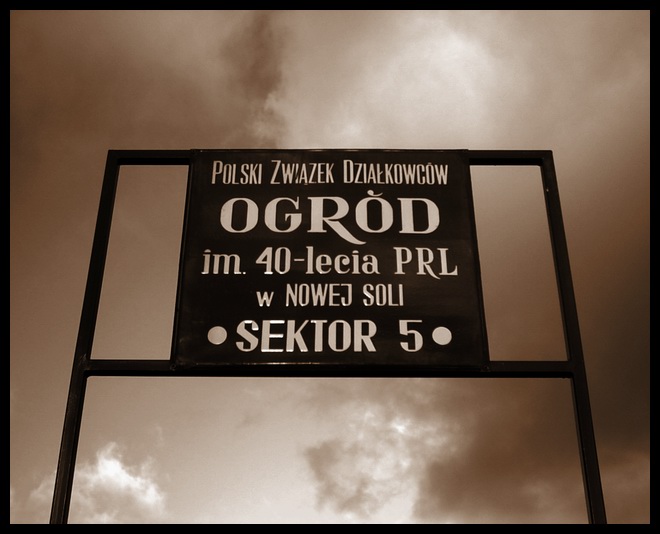 POLSKI ZWIĄZEK DZIAŁKOWCÓW
OGRÓD
im. 40-lecia PRL
w NOWEJ SOLI
• SEKTOR 5 •